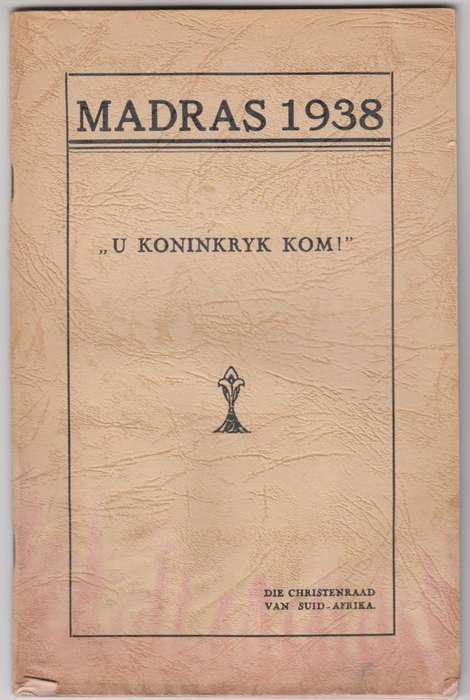 MADRAS 1938
„U KONINKRYK KOM!”
DIE CHRISTENRAAD
VAN SUID-AFRIKA.